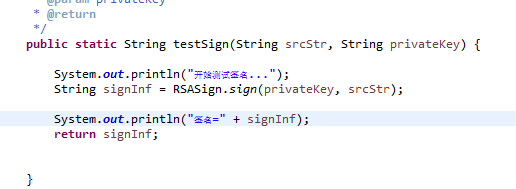 @param privateKey
* @return
*/
public static String testSign(String srcStr, String privateKey) {
System.out.println("开始测试签名...");
String signInf = RSASign.sign(privateKey, srcStr);
System.out.println("签名=" + signInf);
return signInf;
}